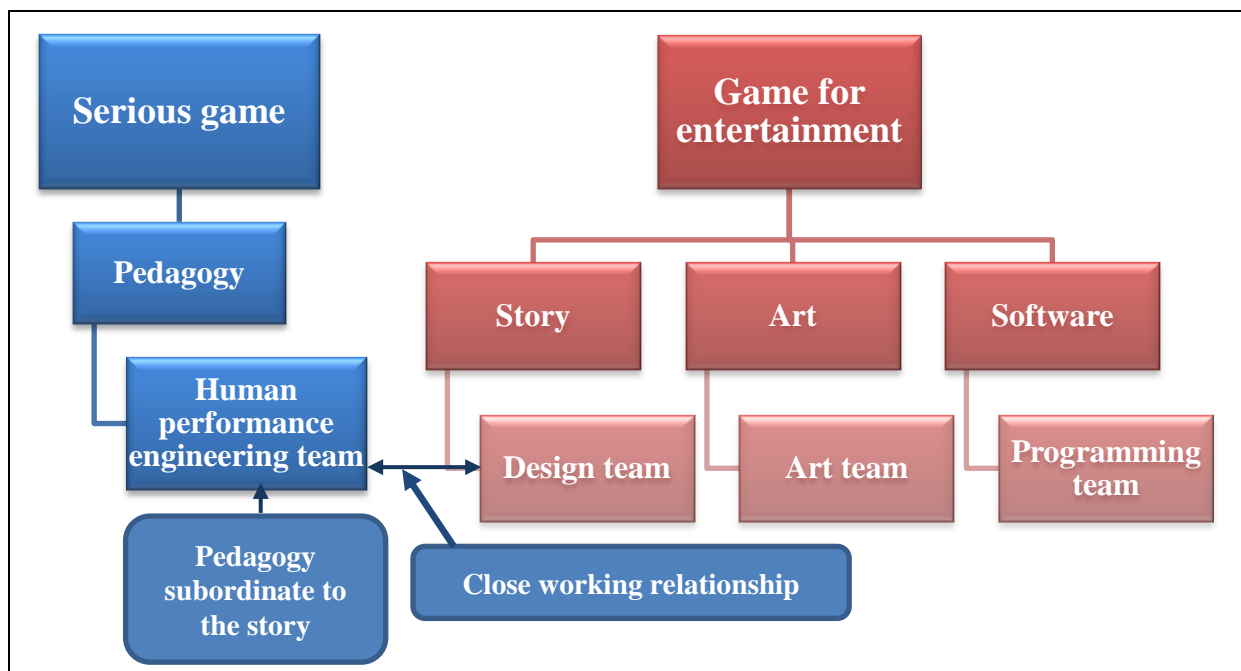 Serious game
Game for
entertainment
Pedagogy
Story
Art
Software
Human
performance
engineering team
Design team
Art team
Programming
team
Pedagogy
subordinate to
the story
Close working relationship